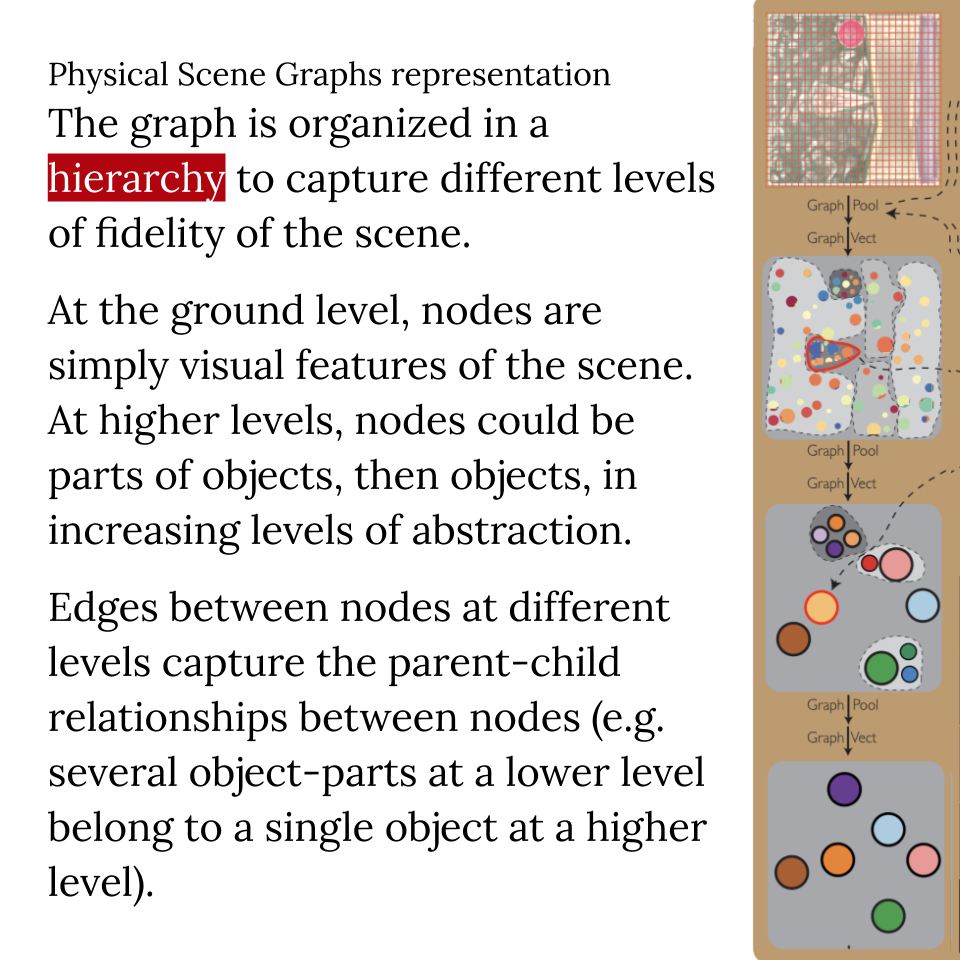 Physical Scene Graphs representation
The graph is organized in a
hierarchy to capture different levels
of fidelity of the scene.
At the ground level, nodes are
simply visual features of the scene.
At higher levels, nodes could be
parts of objects, then objects, in
increasing levels of abstraction.
Edges between nodes at different
levels capture the parent-child
relationships between nodes (e.g.
several object-parts at a lower level
belong to a single object at a higher
level).
Graph Pool
Graph Vect
Graph Pool
Graph Vect
Graph Pool
Graph Vect